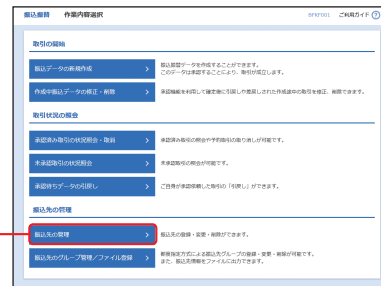 振込振替 作業内容選択 BFKF001 ご利用ガイド ?
取引の開始
振込データの新規作成
振込振替データを作成することができます。
このデータは承認することにより、取引が成立します。
作成中振込データの修正・削除
承認機能を利用して確定後に引戻しや差戻しされた作成途中の取引を修正、削除できます。
取引状況の照会
承認済み取引の状況照会・取消
承認済み取引の照会や予約取引の取り消しが可能です。
未承認取引の状況照会
未承認取引の照会が可能です。
承認待ちデータの引戻し
ご自身が承認依頼した取引の「引戻し」ができます。
振込先の管理
振込先の管理
振込先の登録・変更・削除ができます。
振込先のグループ管理/ファイル登録
都度指定方式による振込先グループの登録・変更・削除が可能です。
また、振込先情報をファイルに出力できます。